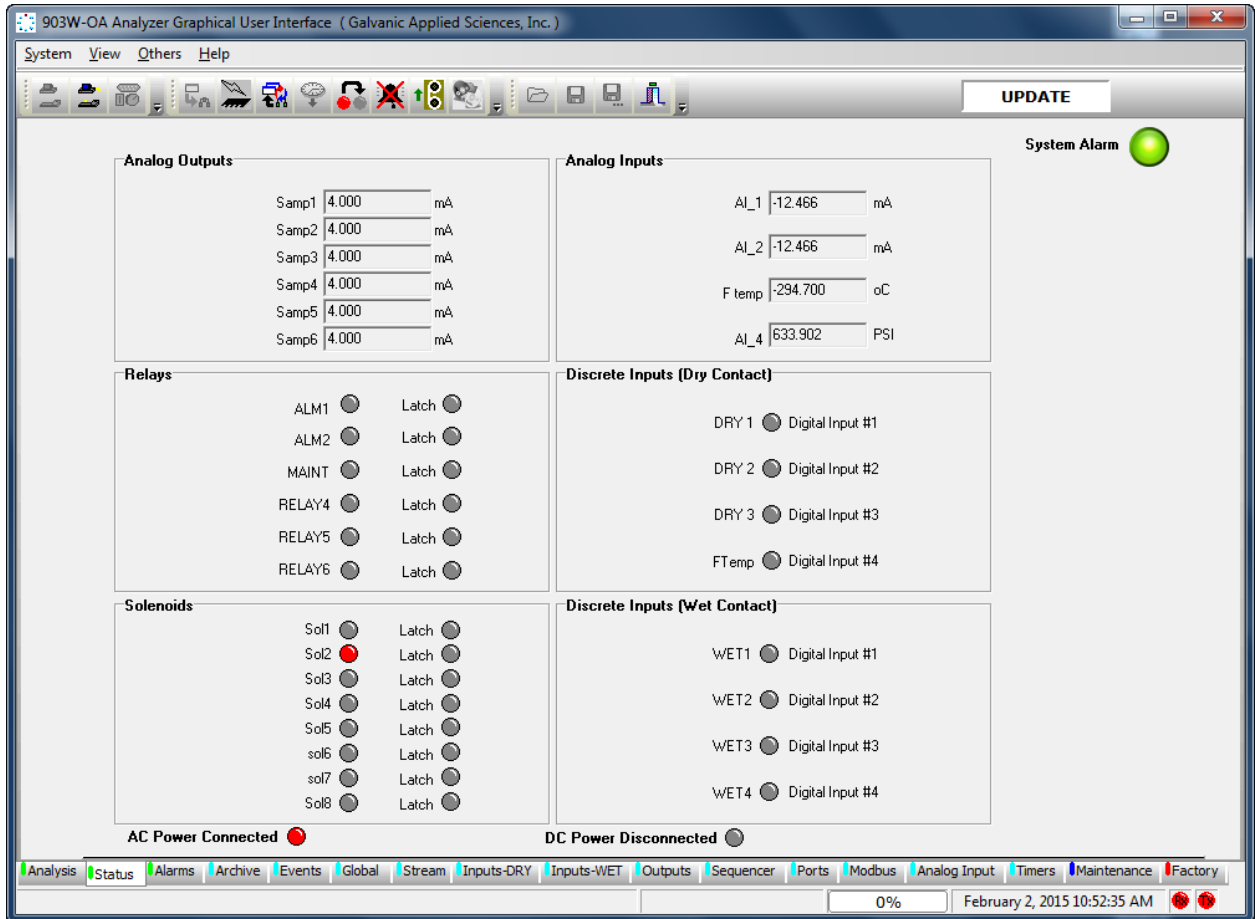 903W-OA Analyzer Graphical User Interface ( Galvanic Applied Sciences, Inc. )
System View Others Help
UPDATE
System Alarm
Analog Outputs
Samp1 4.000 mA
Samp2 4.000 mA
Samp3 4.000 mA
Samp4 4.000 mA
Samp5 4.000 mA
Samp6 4.000 mA
Analog Inputs
AI_1 -12.466 mA
AI_2 -12.466 mA
F temp -294.700 oC
AI_4 633.902 PSI
Relays
ALM1 Latch
ALM2 Latch
MAINT Latch
RELAY4 Latch
RELAY5 Latch
RELAY6 Latch
Discrete Inputs (Dry Contact)
DRY 1 Digital Input #1
DRY 2 Digital Input #2
DRY 3 Digital Input #3
FTemp Digital Input #4
Solenoids
Sol1 Latch
Sol2 Latch
Sol3 Latch
Sol4 Latch
Sol5 Latch
sol6 Latch
sol7 Latch
Sol8 Latch
Discrete Inputs (Wet Contact)
WET1 Digital Input #1
WET2 Digital Input #2
WET3 Digital Input #3
WET4 Digital Input #4
AC Power Connected
DC Power Disconnected
Analysis Status Alarms Archive Events Global Stream Inputs-DRY Inputs-WET Outputs Sequencer Ports Modbus Analog Input Timers Maintenance Factory
0% February 2, 2015 10:52:35 AM Rx Tx